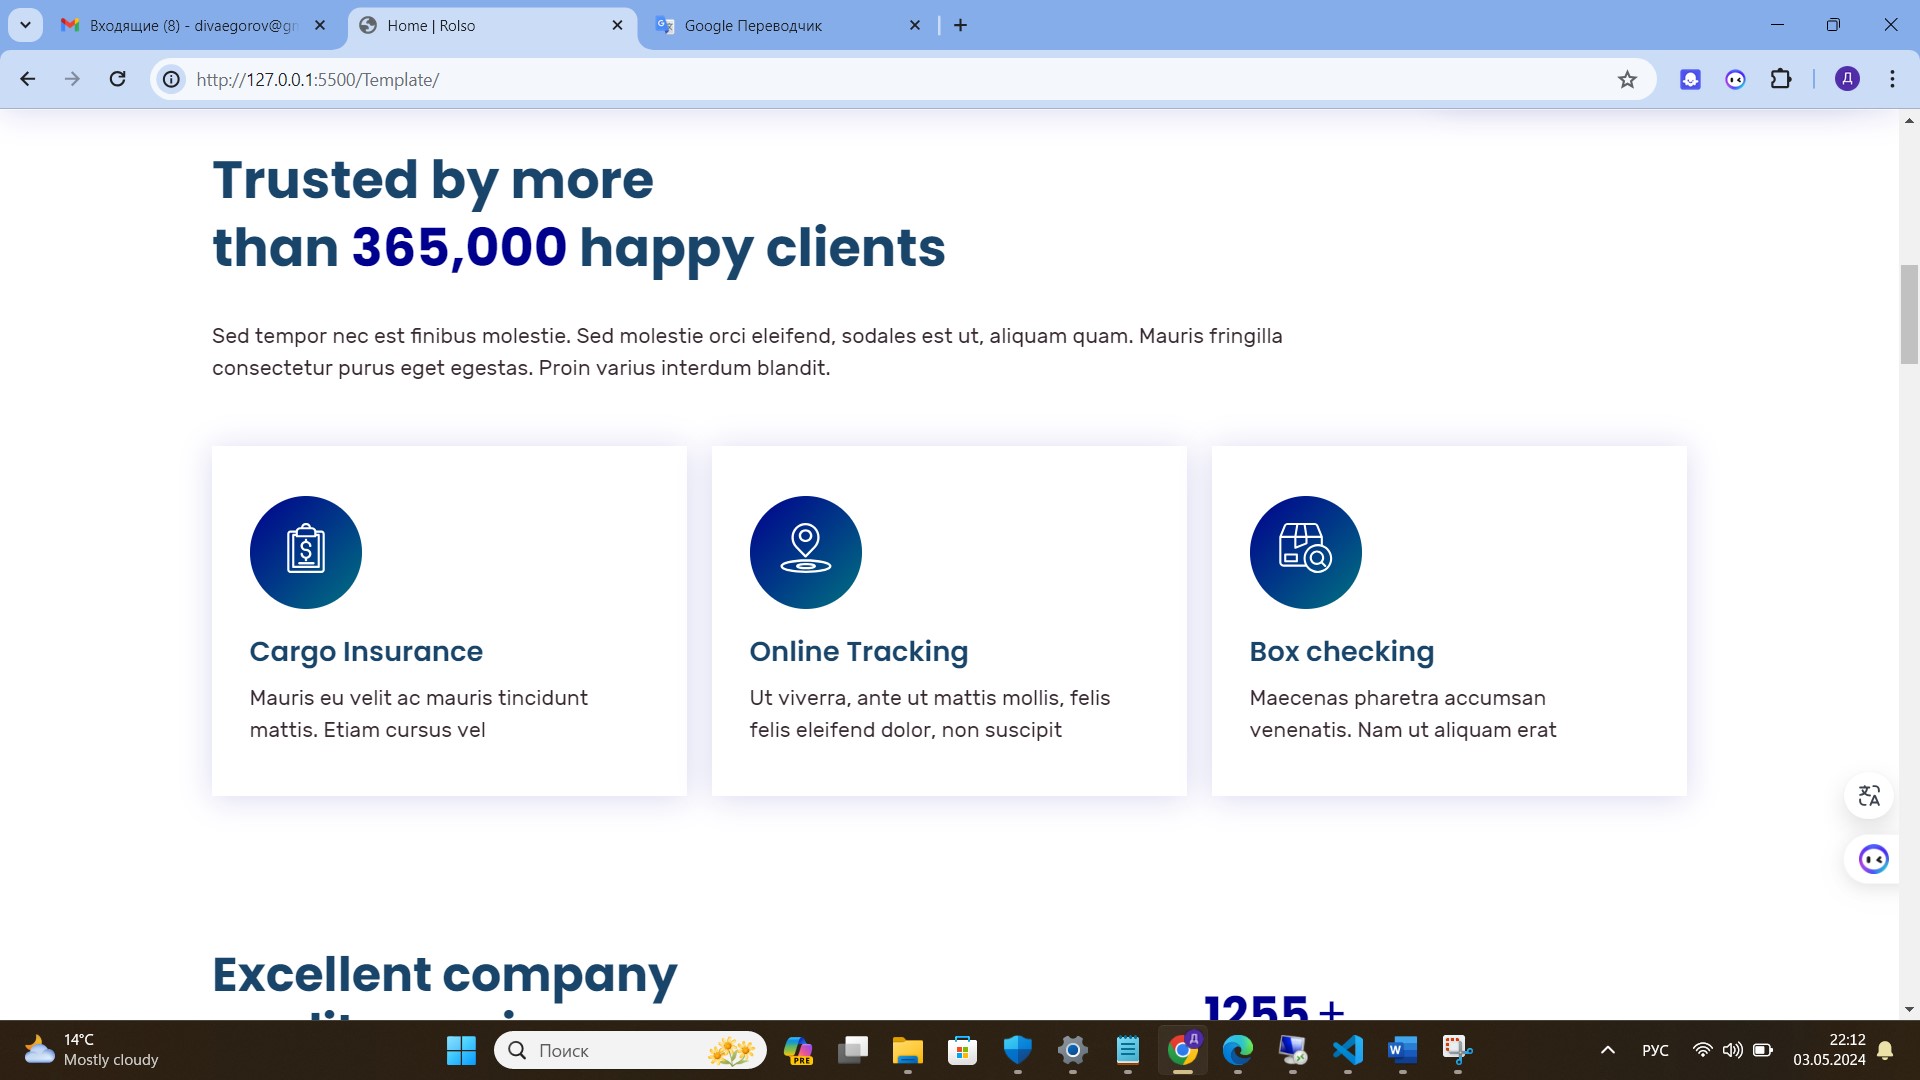 Входящие (8) - divaegorov@gm
Home | Rolso
Google Переводчик
http://127.0.0.1:5500/Template/
Д
Trusted by more
than 365,000 happy clients
Sed tempor nec est finibus molestie. Sed molestie orci eleifend, sodales est ut, aliquam quam. Mauris fringilla
consectetur purus eget egestas. Proin varius interdum blandit.
Cargo Insurance
Mauris eu velit ac mauris tincidunt
mattis. Etiam cursus vel
Online Tracking
Ut viverra, ante ut mattis mollis, felis
felis eleifend dolor, non suscipit
Box checking
Maecenas pharetra accumsan
venenatis. Nam ut aliquam erat
Excellent company
1255 +
14°C
Mostly cloudy
Поиск
PRE
РУС
22:12
03.05.2024